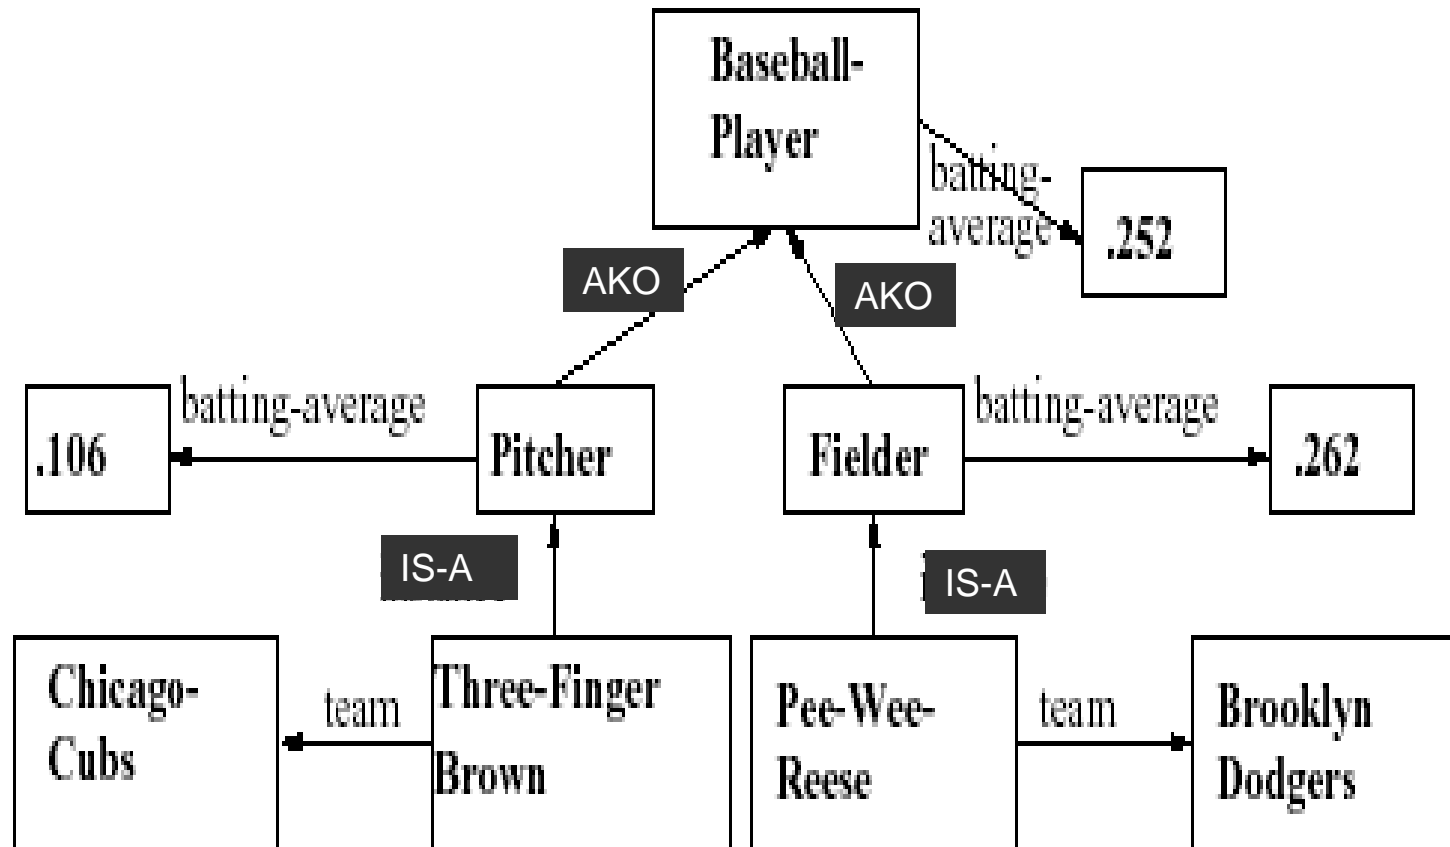 Baseball-
Player
batting-
average
.252
AKO
AKO
batting-average
batting-average
.106
Pitcher
Fielder
.262
IS-A
IS-A
Chicago-
Cubs
team
Three-Finger
Brown
Pee-Wee-
Reese
team
Brooklyn
Dodgers